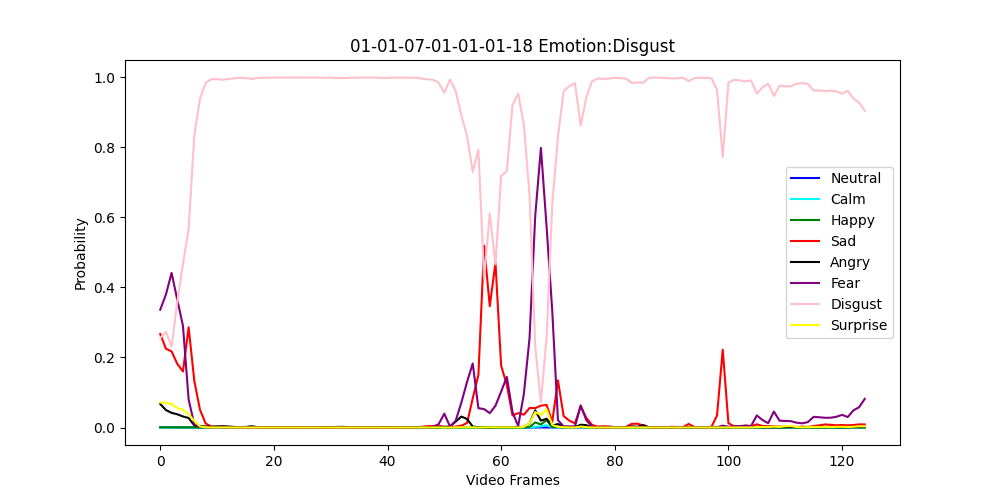 01-01-07-01-01-01-18 Emotion:Disgust
Probability
1.0
0.8
0.6
0.4
0.2
0.0
0
20
40
60
80
100
120
Video Frames
Neutral
Calm
Happy
Sad
Angry
Fear
Disgust
Surprise